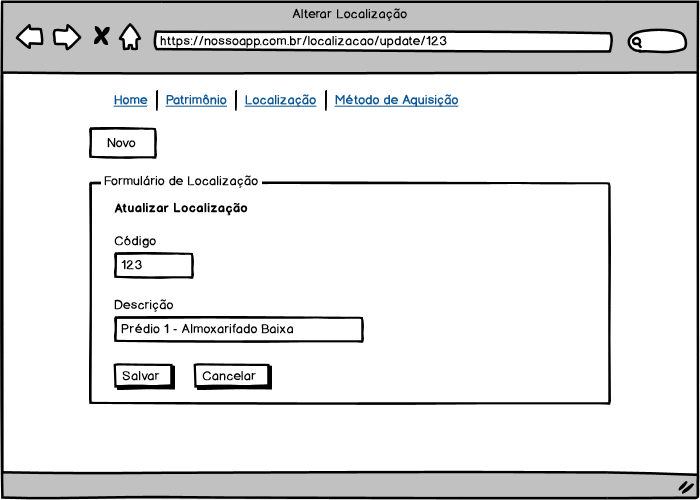 Alterar Localização
https://nossoapp.com.br/localizacao/update/123
Home Patrimônio Localização Método de Aquisição
Novo
Formulário de Localização
Atualizar Localização
Código
123
Descrição
Prédio 1 - Almoxarifado Baixa
Salvar Cancelar